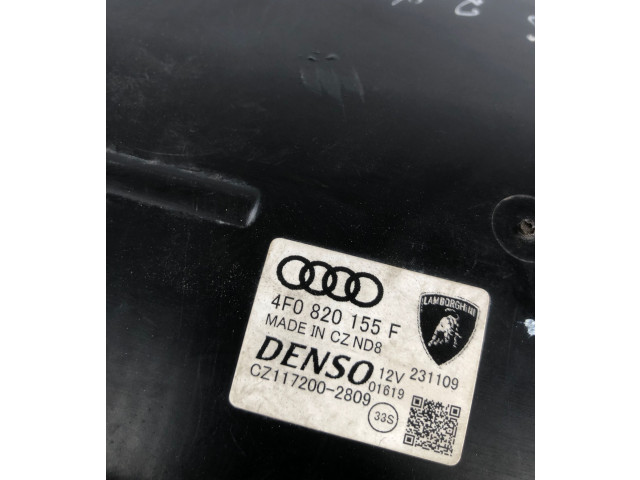 4F0 820 155 F
LAMBORGHINI
MADE IN CZ ND8
DENSO 12V 231109
01619
CZ117200-2809
33S